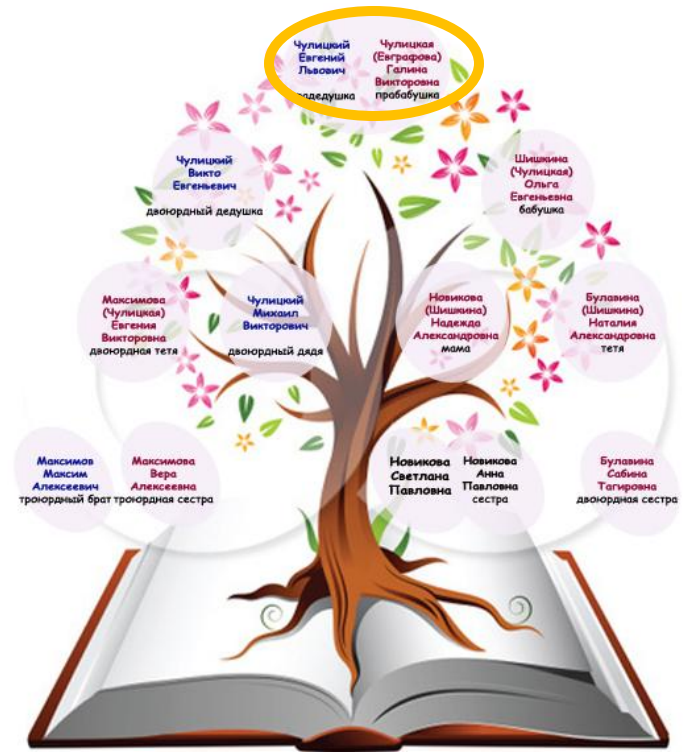 Чулицкий
Евгений
Львович
радедушка
Чулицкая
(Евграфова)
Галина
Викторовна
прабабушка
Чулицкий
Викто
Евгеньевич
двоюрдный дедушка
Шишкина
(Чулицкая)
Ольга
Евгеньевна
бабушка
Максимова
(Чулицкая)
Евгения
Викторовна
двоюрдная тетя
Чулицкий
Михаил
Викторович
двоюрдный дядя
Новикова
(Шишкина)
Надежда
Александровна
мама
Булавина
(Шишкина)
Наталия
Александровна
тетя
Максимов
Максим
Алексеевич
троюрдный брат
Максимова
Вера
Алексеевна
троюрдная сестра
Новикова
Светлана
Павловна
Новикова
Анна
Павловна
сестра
Булавина
Сабина
Тагировна
двоюрдная сестра